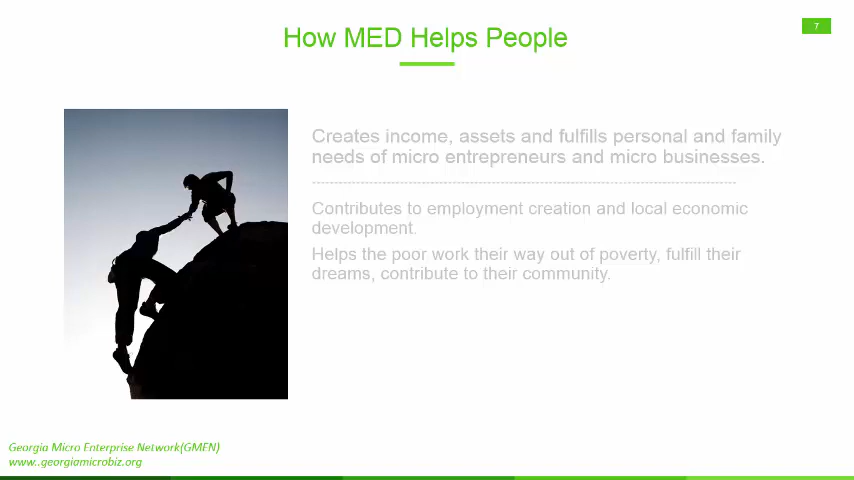 How MED Helps People
7
Creates income, assets and fulfills personal and family
needs of micro entrepreneurs and micro businesses.
Contributes to employment creation and local economic
development.
Helps the poor work their way out of poverty, fulfill their
dreams, contribute to their community.
Georgia Micro Enterprise Network(GMEN)
www..georgiamicrobiz.org